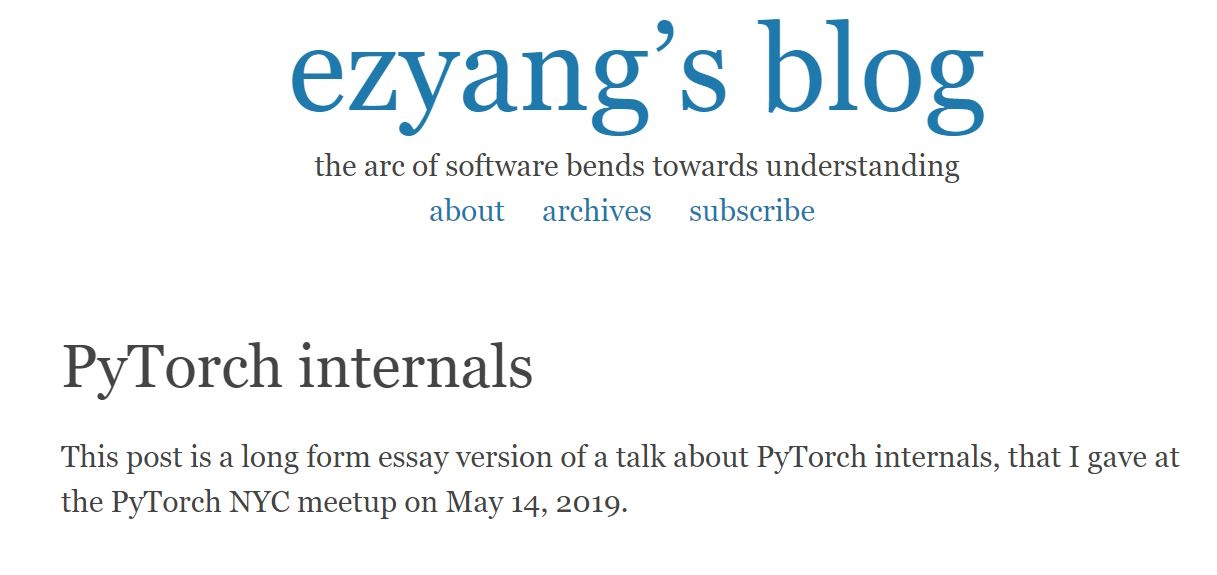 ezyang’s blog
the arc of software bends towards understanding
about archives subscribe
PyTorch internals
This post is a long form essay version of a talk about PyTorch internals, that I gave at
the PyTorch NYC meetup on May 14, 2019.